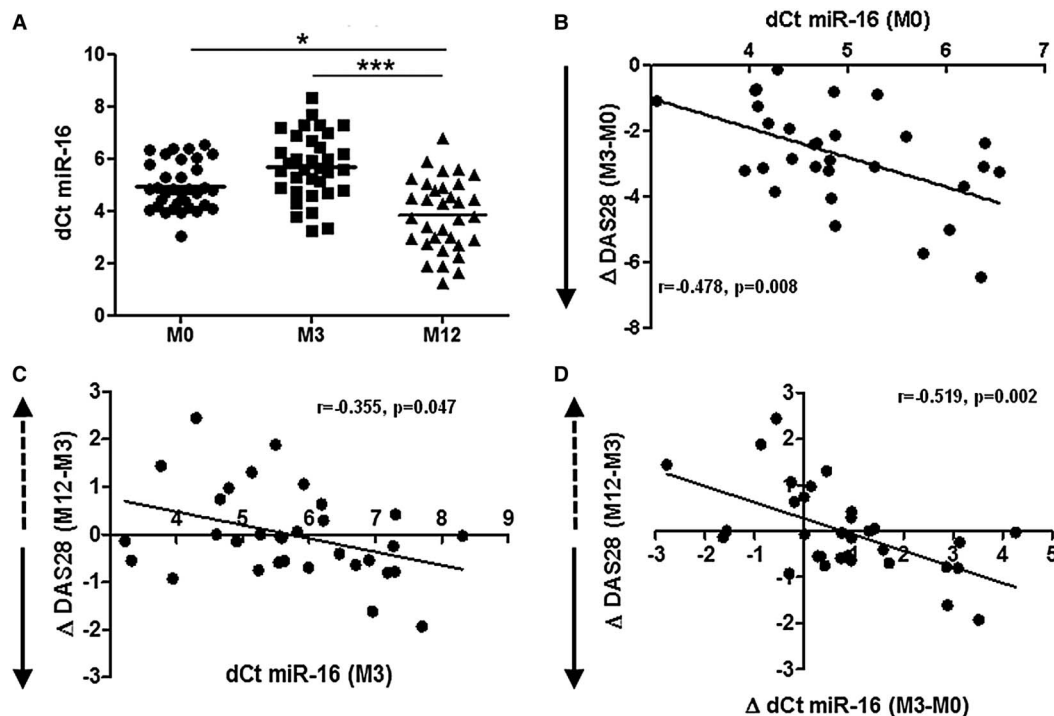 A
*
***
dCt miR-16
10
8
6
4
2
0
M0
M3
M12
B
dCt miR-16 (M0)
4
5
6
7
0
-2
-4
-6
-8
Δ DAS28 (M3-M0)
r=-0.478, p=0.008
C
3
2
1
0
-1
-2
-3
Δ DAS28 (M12-M3)
r=-0.355, p=0.047
4
5
6
7
8
9
dCt miR-16 (M3)
D
3
2
1
-1
-2
-3
Δ DAS28 (M12-M3)
r=-0.519, p=0.002
-3
-2
-1
0
1
2
3
4
5
Δ dCt miR-16 (M3-M0)